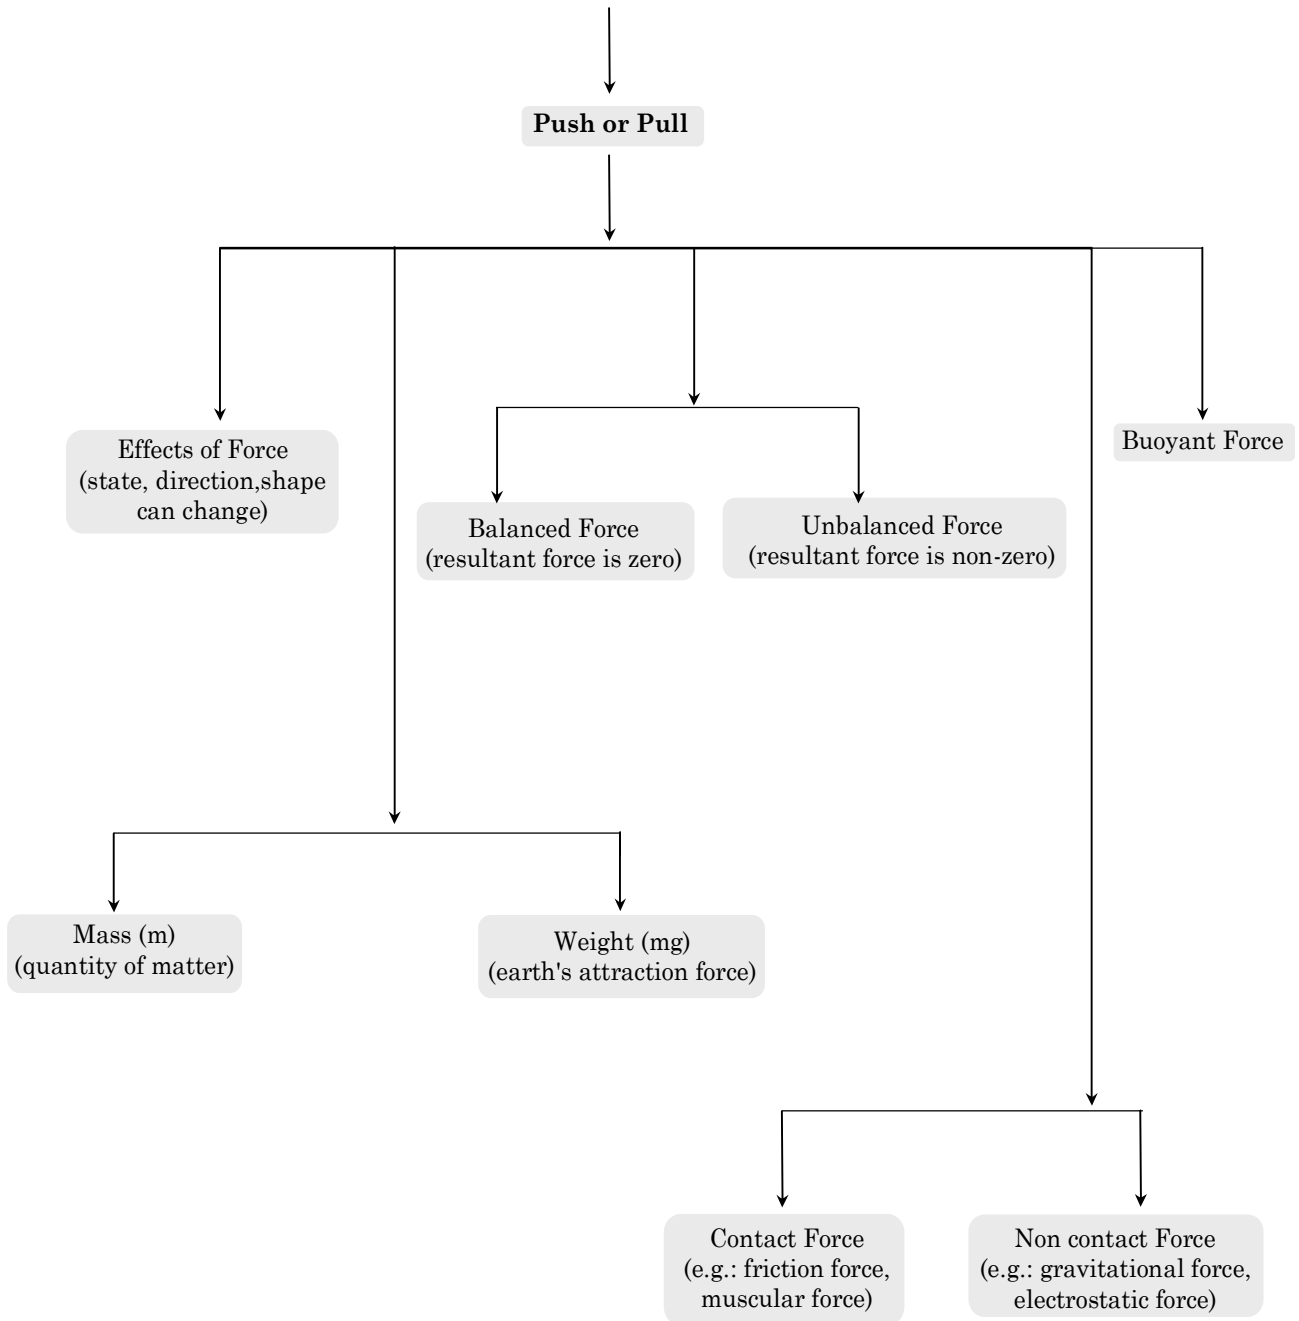 Push or Pull
Effects of Force
(state, direction,shape
can change)
Balanced Force
(resultant force is zero)
Unbalanced Force
(resultant force is non-zero)
Buoyant Force
Mass (m)
(quantity of matter)
Weight (mg)
(earth's attraction force)
Contact Force
(e.g.: friction force,
muscular force)
Non contact Force
(e.g.: gravitational force,
electrostatic force)